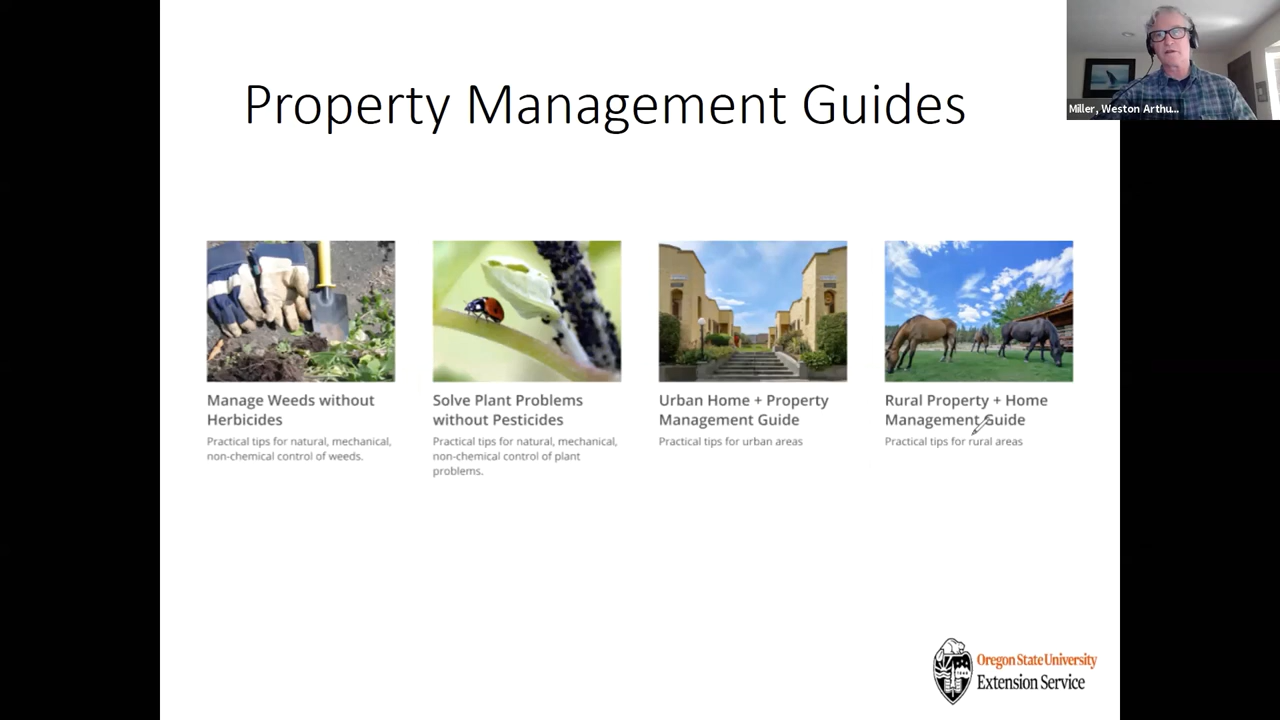 Property Management Guides
Miller, Weston Arthu...
Manage Weeds without
Herbicides
Practical tips for natural, mechanical,
non-chemical control of weeds.
Solve Plant Problems
without Pesticides
Practical tips for natural, mechanical,
non-chemical control of plant
problems.
Urban Home + Property
Management Guide
Practical tips for urban areas
Rural Property + Home
Management Guide
Practical tips for rural areas
Oregon State University
Extension Service